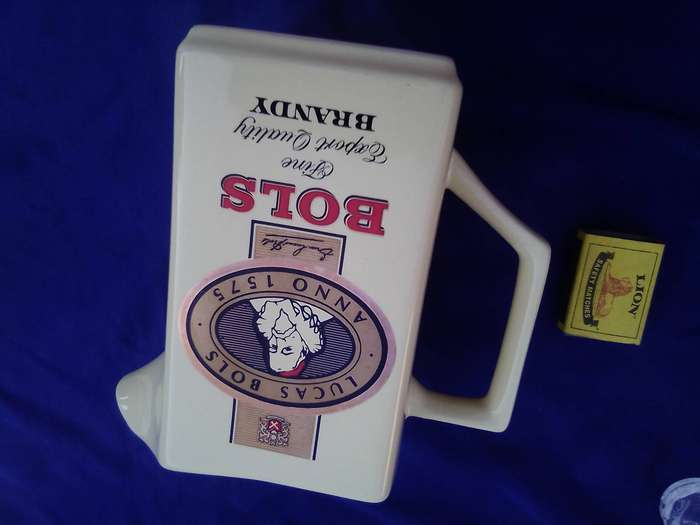 LUCAS BOLS
ANNO 1575
BOLS
Fine
Export Quality
BRANDY
LION
SAFETY MATCHES